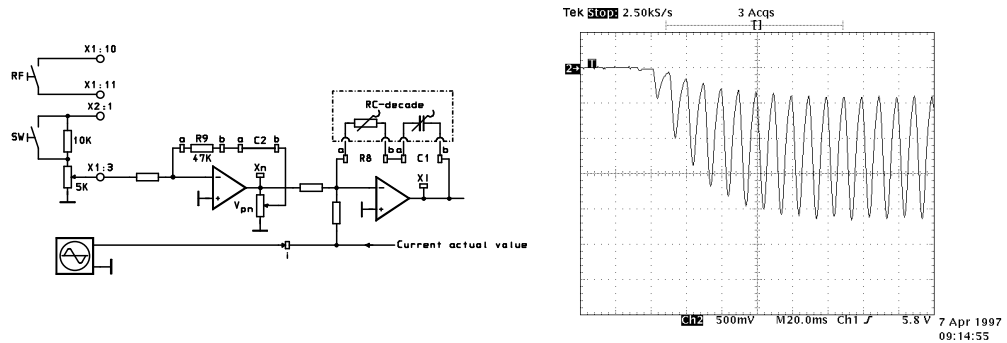 X1:10
RF
X1:11
X2:1
SW
10K
X1:3
5K
a R9 b a C2 b
47K
Xn
Vpn
RC-decade
a b a b
R8 C1
XI
i
Current actual value
Tek Stop: 2.50kS/s 3 Acqs
2→
T
Ch2 500mV M20.0ms Ch1 5.8 V
7 Apr 1997
09:14:55